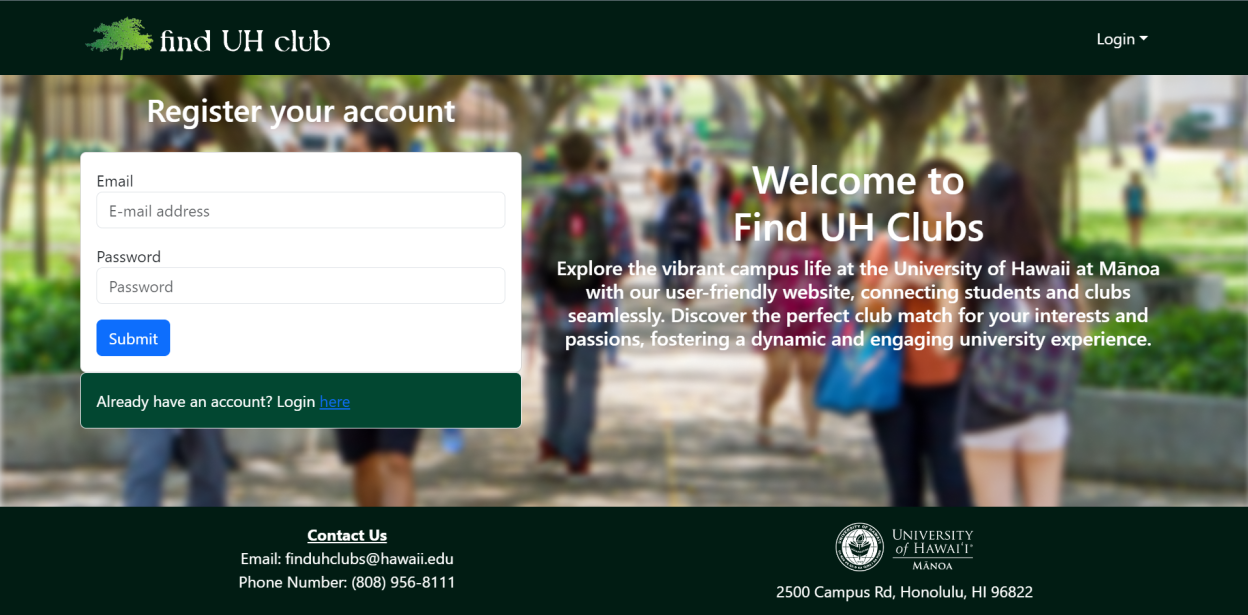 find UH club
Login
Register your account
Email
E-mail address
Password
Password
Submit
Already have an account? Login here
Welcome to
Find UH Clubs
Explore the vibrant campus life at the University of Hawaii at Mānoa
with our user-friendly website, connecting students and clubs
seamlessly. Discover the perfect club match for your interests and
passions, fostering a dynamic and engaging university experience.
Contact Us
Email: finduhclubs@hawaii.edu
Phone Number: (808) 956-8111
UNIVERSITY
of HAWAIʻI®
MĀNOA
2500 Campus Rd, Honolulu, HI 96822